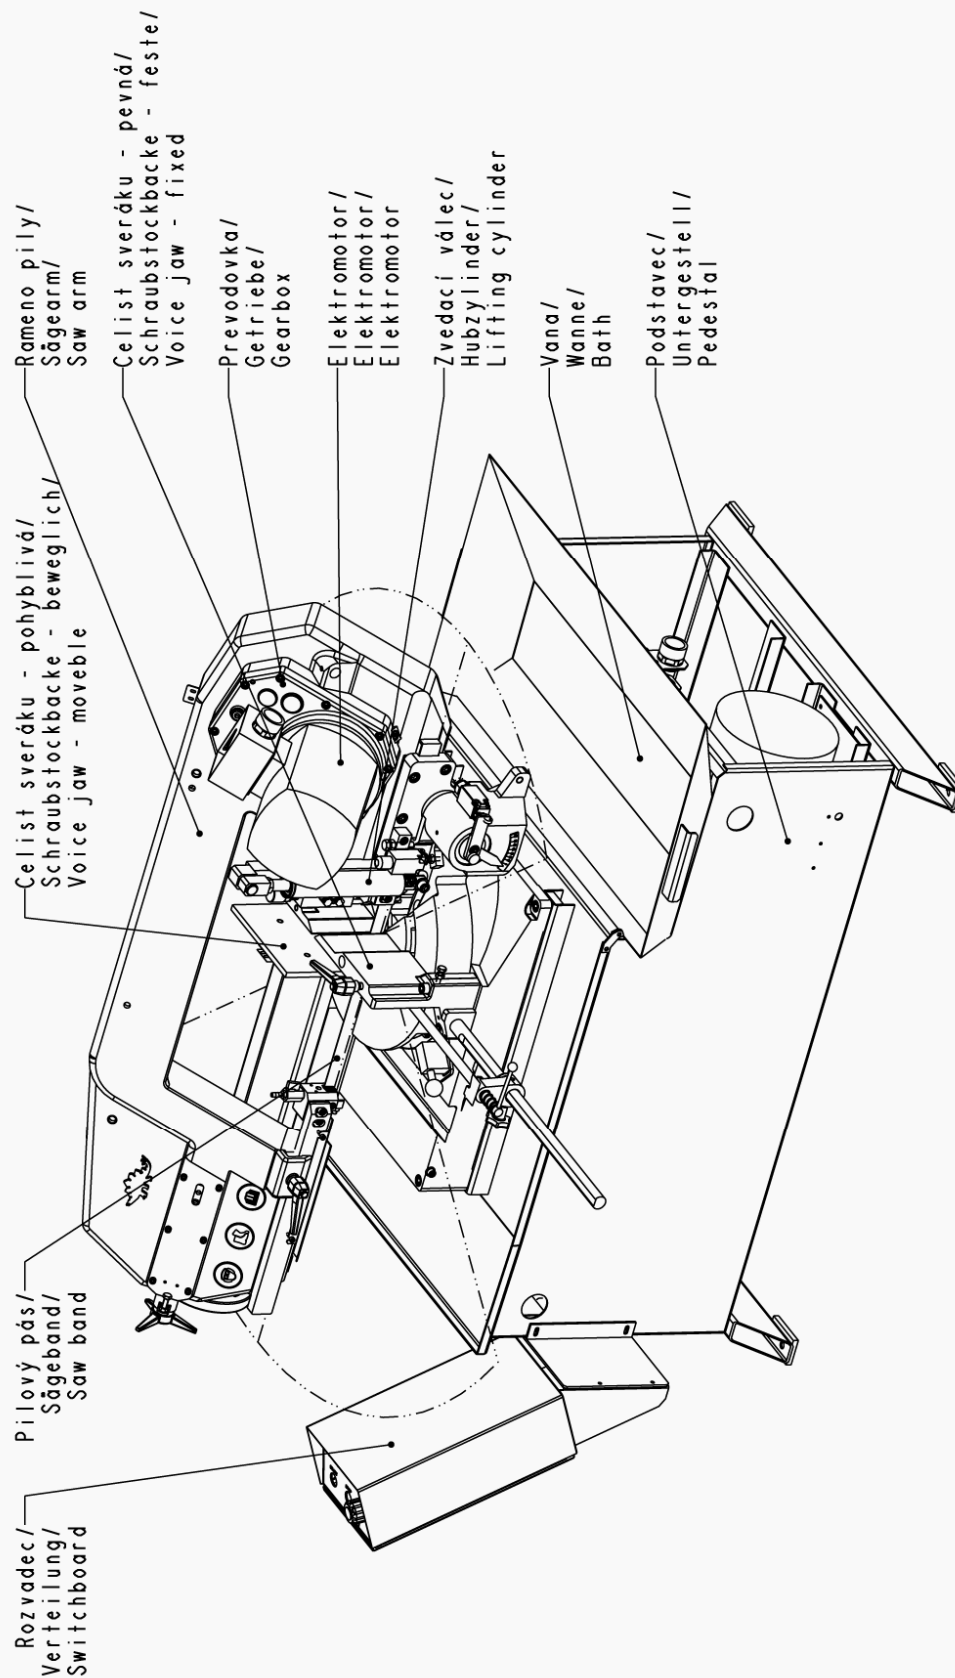 Rozvadec/
Verteilung/
Switchboard
Pilový pás/
Sägeband/
Saw band
Celist sveráku - pohyblivá/
Schraubstockbacke - beweglich/
Voice jaw - moveble
Rameno pily/
Sägearm/
Saw arm
Celist sveráku - pevná/
Schraubstockbacke - feste/
Voice jaw - fixed
Prevodovka/
Getriebe/
Gearbox
Elektromotor/
Elektromotor/
Elektromotor
Zvedací válec/
Hubzylinder/
Lifting cylinder
Vana/
Wanne/
Bath
Podstavec/
Untergestell/
Pedestal